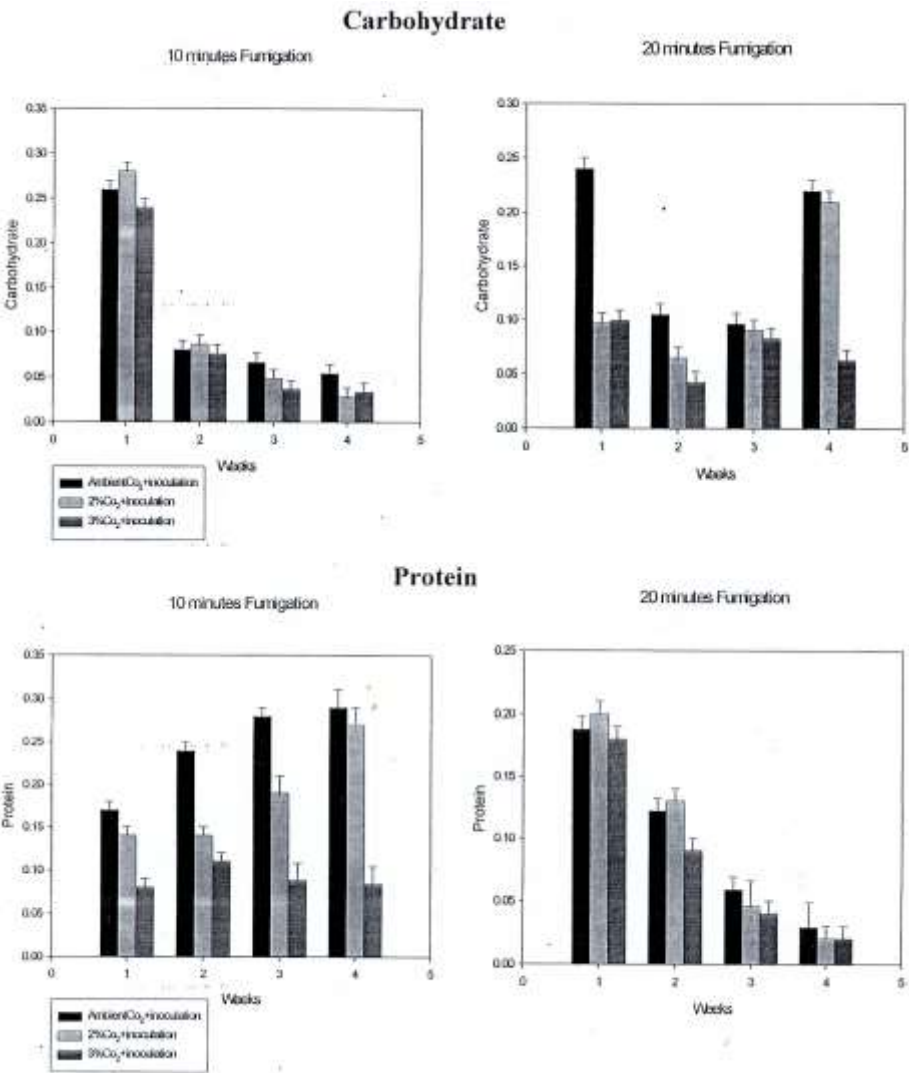 Carbohydrate
10 minutes Fumigation
20 minutes Fumigation
Carbohydrate
0.35
0.30
0.25
0.20
0.15
0.10
0.05
0.00
0 1 2 3 4 5
Weeks
Carbohydrate
0.30
0.25
0.20
0.15
0.10
0.05
0.00
0 1 2 3 4 5
Weeks
AmbientCo₂+inoculation
2%Co₂+inoculation
3%Co₂+inoculation
Protein
10 minutes Fumigation
20 minutes Fumigation
Protein
0.35
0.30
0.25
0.20
0.15
0.10
0.05
0.00
0 1 2 3 4 5
Weeks
Protein
0.25
0.20
0.15
0.10
0.05
0.00
0 1 2 3 4 5
Weeks
AmbientCo₂+inoculation
2%Co₂+inoculation
3%Co₂+inoculation